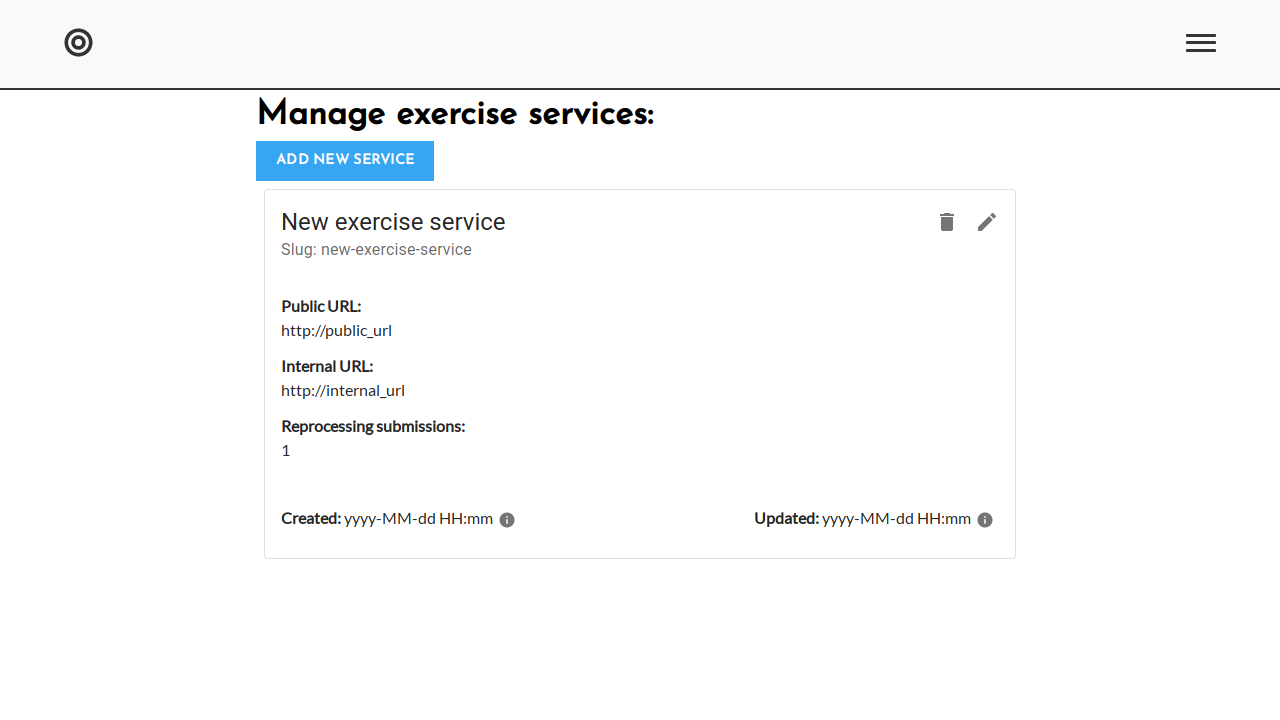 Manage exercise services:
ADD NEW SERVICE
New exercise service
Slug: new-exercise-service
Public URL:
http://public_url
Internal URL:
http://internal_url
Reprocessing submissions:
1
Created: yyyy-MM-dd HH:mm
Updated: yyyy-MM-dd HH:mm